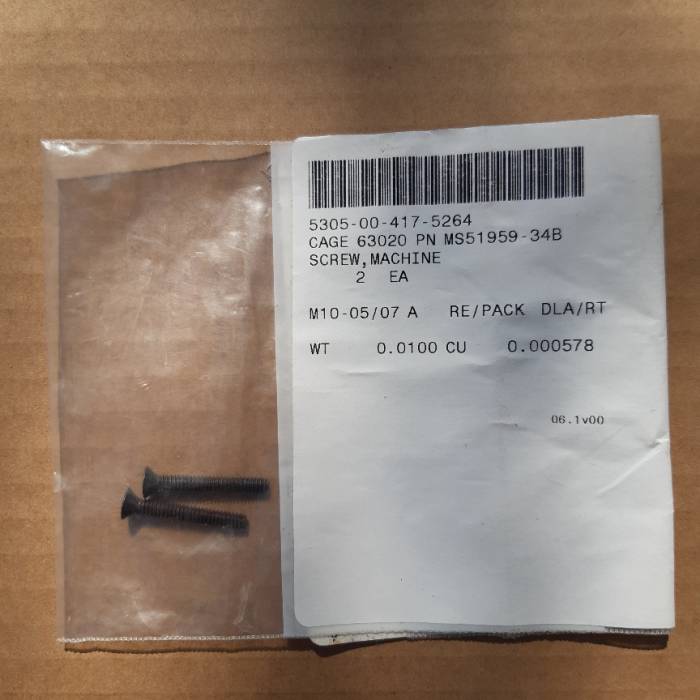 5305-00-417-5264
CAGE 63020 PN MS51959-34B
SCREW,MACHINE
2 EA
M10-05/07 A RE/PACK DLA/RT
WT 0.0100 CU 0.000578
06.1v00